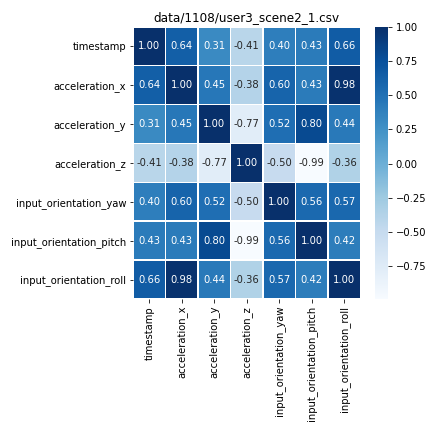 data/1108/user3_scene2_1.csv
timestamp 1.00 0.64 0.31 -0.41 0.40 0.43 0.66
acceleration_x 0.64 1.00 0.45 -0.38 0.60 0.43 0.98
acceleration_y 0.31 0.45 1.00 -0.77 0.52 0.80 0.44
acceleration_z -0.41 -0.38 -0.77 1.00 -0.50 -0.99 -0.36
input_orientation_yaw 0.40 0.60 0.52 -0.50 1.00 0.56 0.57
input_orientation_pitch 0.43 0.43 0.80 -0.99 0.56 1.00 0.42
input_orientation_roll 0.66 0.98 0.44 -0.36 0.57 0.42 1.00
timestamp
acceleration_x
acceleration_y
acceleration_z
input_orientation_yaw
input_orientation_pitch
input_orientation_roll
1.00
0.75
0.50
0.25
0.00
−0.25
−0.50
−0.75